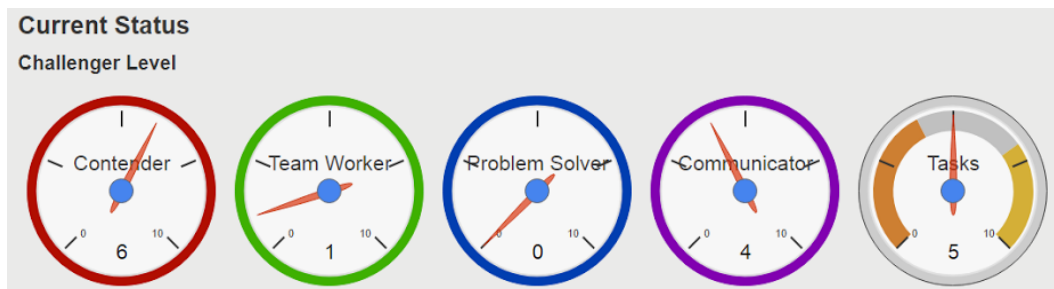 Current Status
Challenger Level
Contender
0 10
6
Team Worker
0 10
1
Problem Solver
0 10
0
Communicator
0 10
4
Tasks
0 10
5